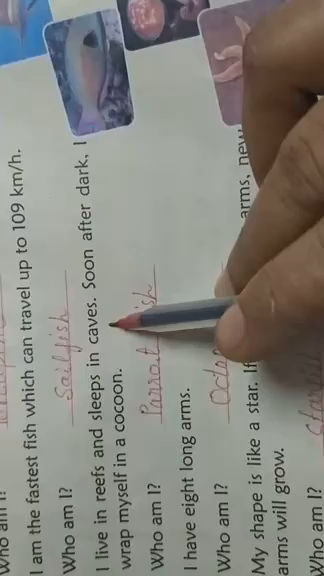 Who am I?
I am the fastest fish which can travel up to 109 km/h.
Who am I? Sailfish
I live in reefs and sleeps in caves. Soon after dark, I
wrap myself in a cocoon.
Who am I? Parrot fish
I have eight long arms.
Who am I?
My shape is like a star. If arms, new
arms will grow.
Who am I?